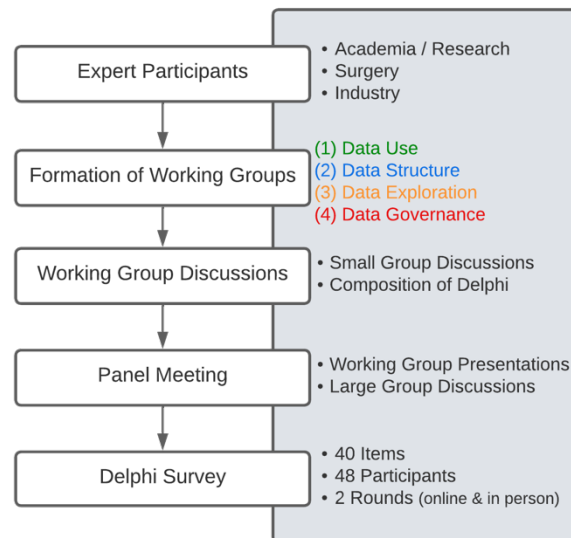 Expert Participants
• Academia / Research
• Surgery
• Industry
Formation of Working Groups
(1) Data Use
(2) Data Structure
(3) Data Exploration
(4) Data Governance
Working Group Discussions
• Small Group Discussions
• Composition of Delphi
Panel Meeting
• Working Group Presentations
• Large Group Discussions
Delphi Survey
• 40 Items
• 48 Participants
• 2 Rounds (online & in person)